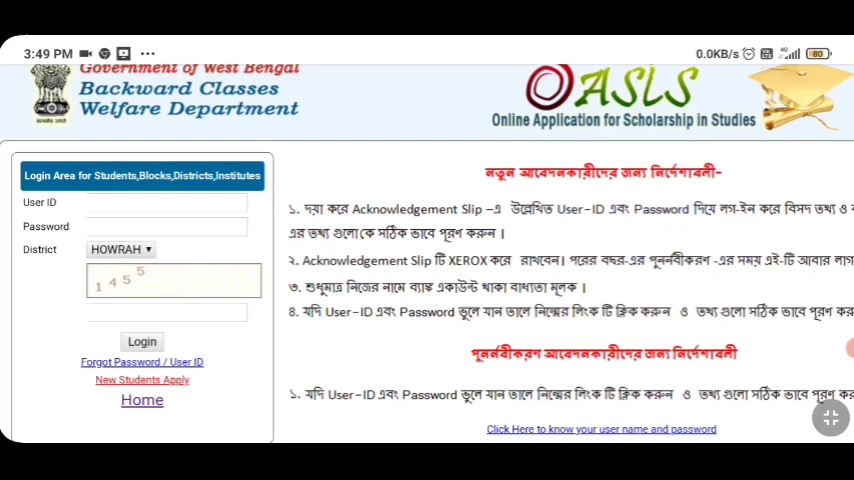 3:49 PM ...
0.0KB/s 4G 80
Government of West Bengal
Backward Classes
Welfare Department
OASIS
Online Application for Scholarship in Studies
Login Area for Students,Blocks,Districts,Institutes
User ID
Password
District HOWRAH
1 4 5 5
Login
Forgot Password / User ID
New Students Apply
Home
নতুন আবেদনকারীদের জন্য নির্দেশাবলী-
১. দয়া করে Acknowledgement Slip –এ উল্লেখিত User–ID এবং Password দিয়ে লগ-ইন করে বিসদ তথ্য ও
এর তথ্য গুলো কে সঠিক ভাবে পূরণ করুন ।
২. Acknowledgement Slip টি XEROX করে রাখবেন। পরের বছর-এর পুনর্নবীকরণ -এর সময় এই-টি আবার লাগ
৩. শুধুমাত্র নিজের নামে ব্যাঙ্ক একাউন্ট থাকা বাধ্যতা মূলক ।
৪. যদি User–ID এবং Password ভুলে যান তালে নিম্নের লিংক টি ক্লিক করুন ও তথ্য গুলো সঠিক ভাবে পূরণ কর
পুনর্নবীকরণ আবেদনকারীদের জন্য নির্দেশাবলী
১. যদি User–ID এবং Password ভুলে যান তালে নিম্নের লিংক টি ক্লিক করুন ও তথ্য গুলো সঠিক ভাবে পূরণ কর
Click Here to know your user name and password